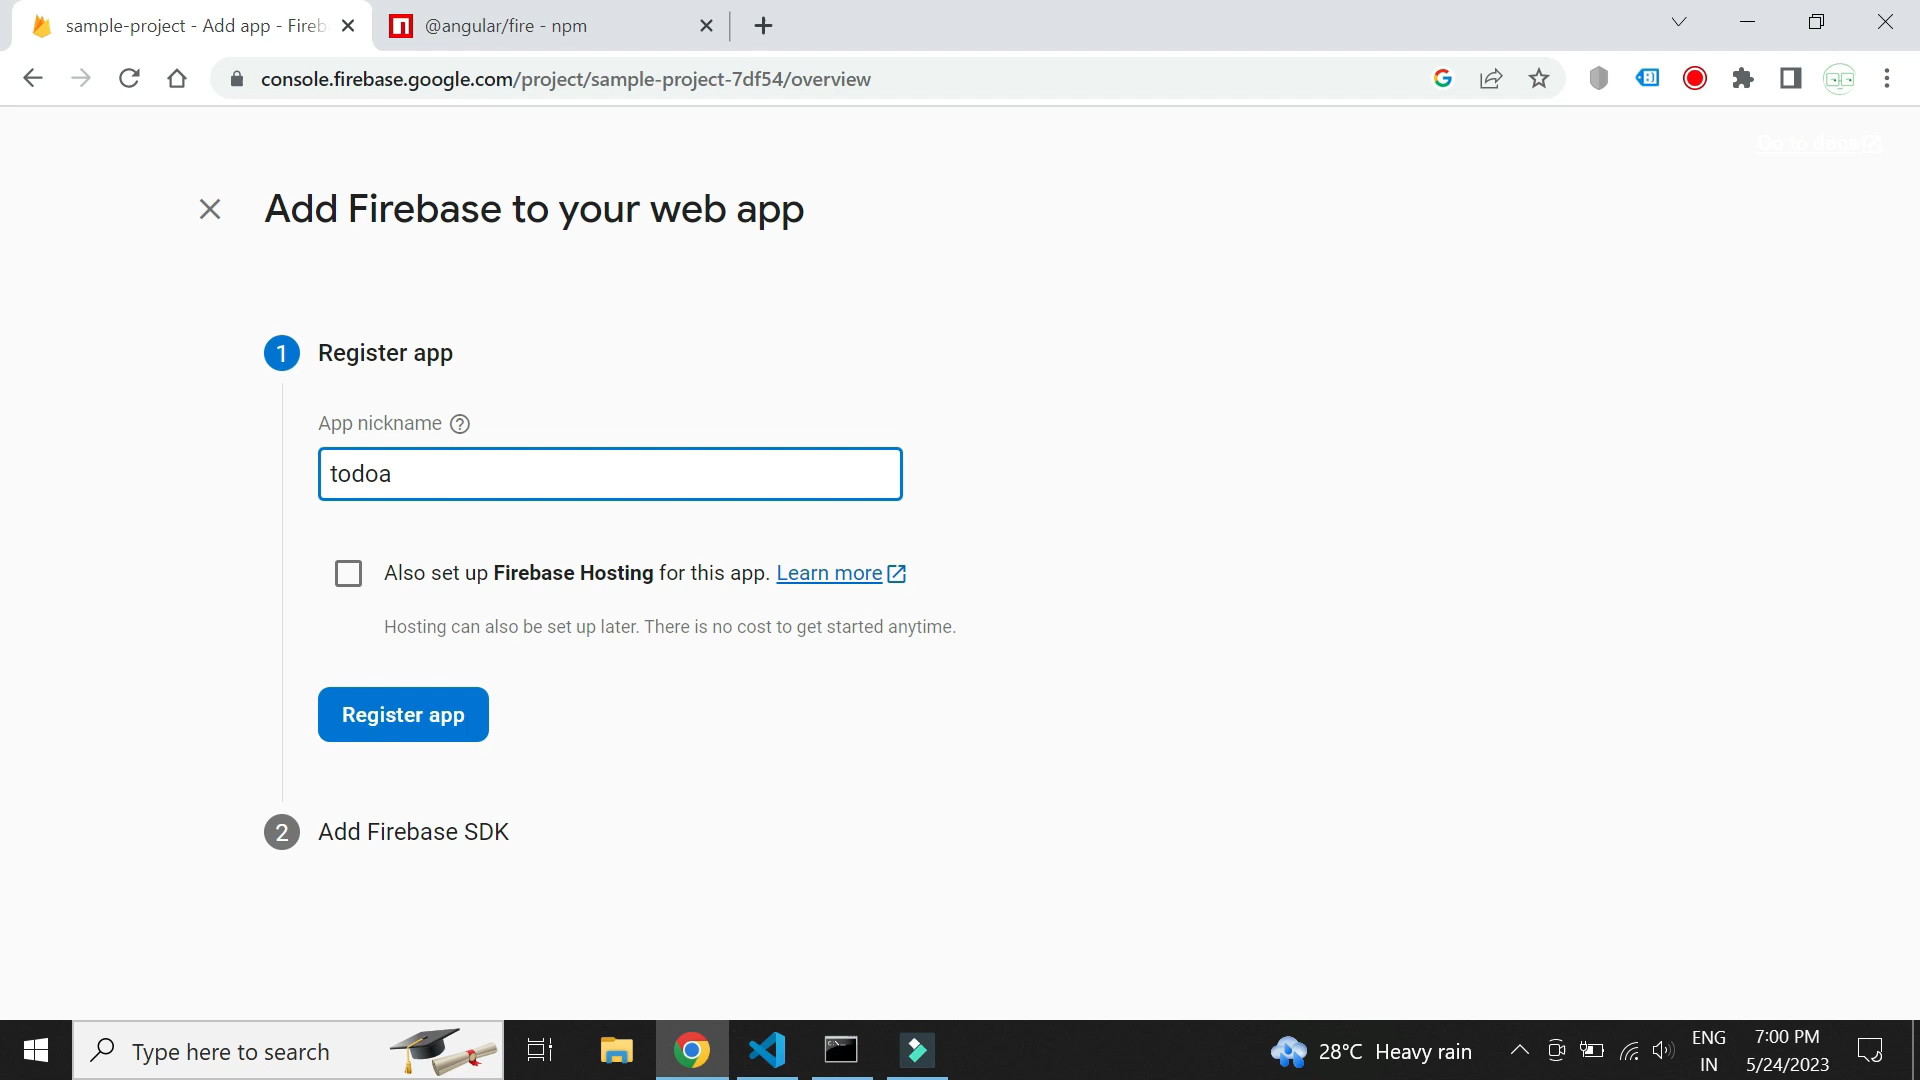 sample-project - Add app - Fireb
@angular/fire - npm
console.firebase.google.com/project/sample-project-7df54/overview
Go to docs
Add Firebase to your web app
1 Register app
App nickname
todoa
Also set up Firebase Hosting for this app. Learn more
Hosting can also be set up later. There is no cost to get started anytime.
Register app
2 Add Firebase SDK
Type here to search
28°C Heavy rain
ENG
IN
7:00 PM
5/24/2023